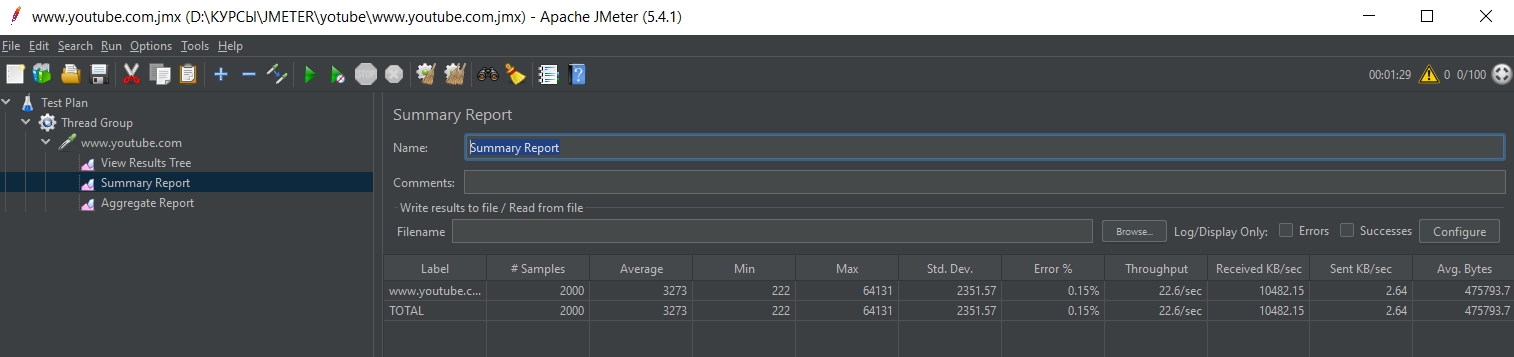 www.youtube.com.jmx (D:\КУРСЫ\JMETER\yotube\www.youtube.com.jmx) - Apache JMeter (5.4.1)
File Edit Search Run Options Tools Help
STOP 00:01:29 0 0/100
Test Plan
Thread Group
www.youtube.com
View Results Tree
Summary Report
Aggregate Report
Summary Report
Name: Summary Report
Comments:
Write results to file / Read from file
Filename Browse... Log/Display Only: Errors Successes Configure
Label # Samples Average Min Max Std. Dev. Error % Throughput Received KB/sec Sent KB/sec Avg. Bytes
www.youtube.c... 2000 3273 222 64131 2351.57 0.15% 22.6/sec 10482.15 2.64 475793.7
TOTAL 2000 3273 222 64131 2351.57 0.15% 22.6/sec 10482.15 2.64 475793.7